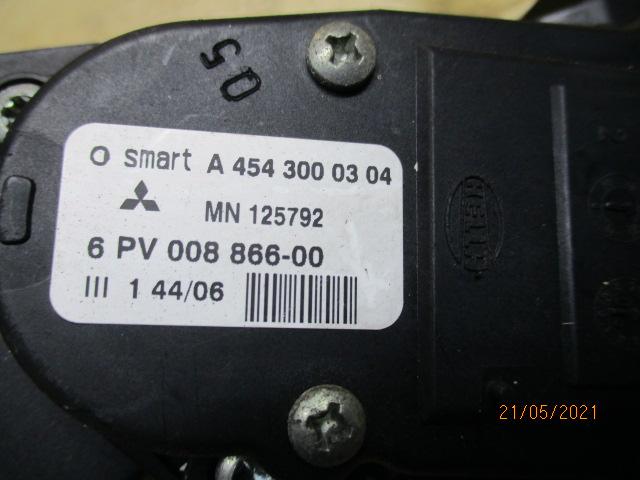 Q5
smart A 454 300 03 04
MN 125792
6 PV 008 866-00
III 1 44/06
HELLA
21/05/2021